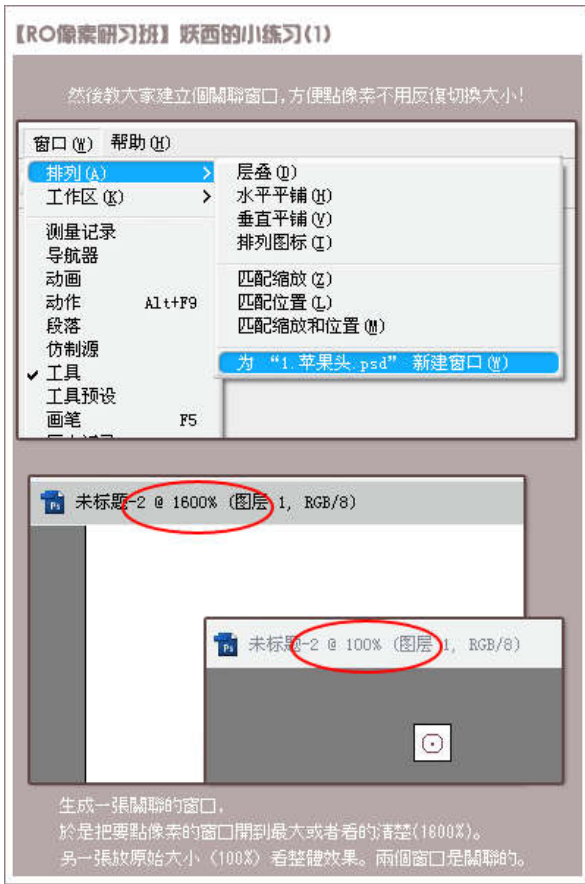 【RO像素研习班】妖西的小练习(1)
然後教大家建立個關聯窗口,方便點像素不用反復切換大小!
窗口(W) 帮助(H)
排列(A) >
工作区(K) >
测量记录
导航器
动画
动作 Alt+F9
段落
仿制源
✓ 工具
工具预设
画笔 F5
层叠(D)
水平平铺(H)
垂直平铺(V)
排列图标(I)
匹配缩放(Z)
匹配位置(L)
匹配缩放和位置(M)
为 “1.苹果头.psd” 新建窗口(W)
Ps 未标题-2 @ 1600% (图层 1, RGB/8)
Ps 未标题-2 @ 100% (图层 1, RGB/8)
生成一張關聯的窗口.
於是把要點像素的窗口開到最大或者看的清楚(1600%)。
另一張放原始大小 (100%) 看整體效果。兩個窗口是關聯的。